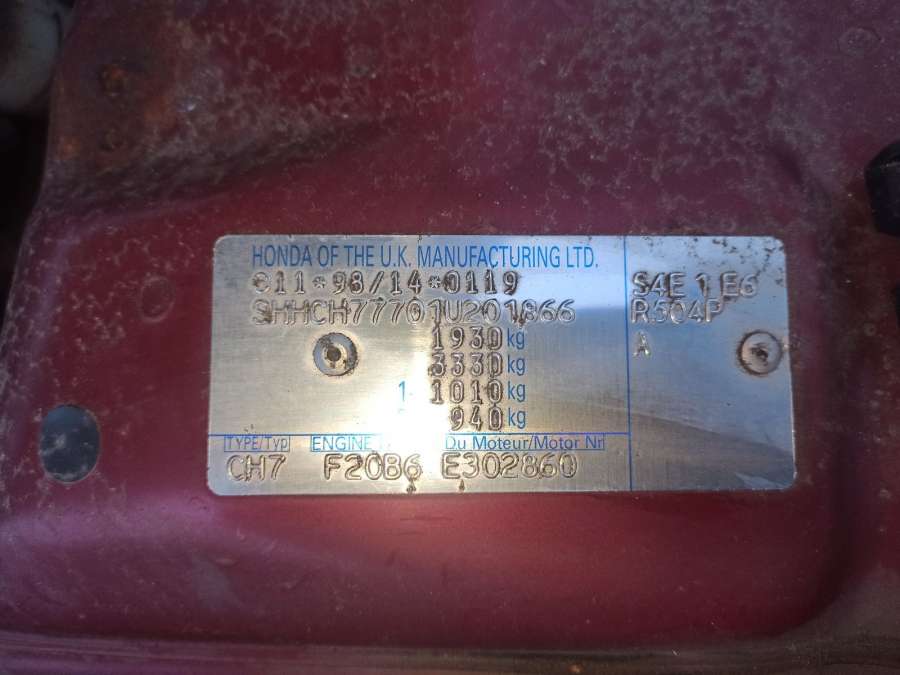 HONDA OF THE U.K. MANUFACTURING LTD.
e11*98/14*0119
SHHCH77701U201866
1930 kg
3330 kg
1- 1010 kg
940 kg
S4E 1 E6
R504P
A
TYPE/Typ ENGINE Du Moteur/Motor Nr
CH7 F20B6 E302860